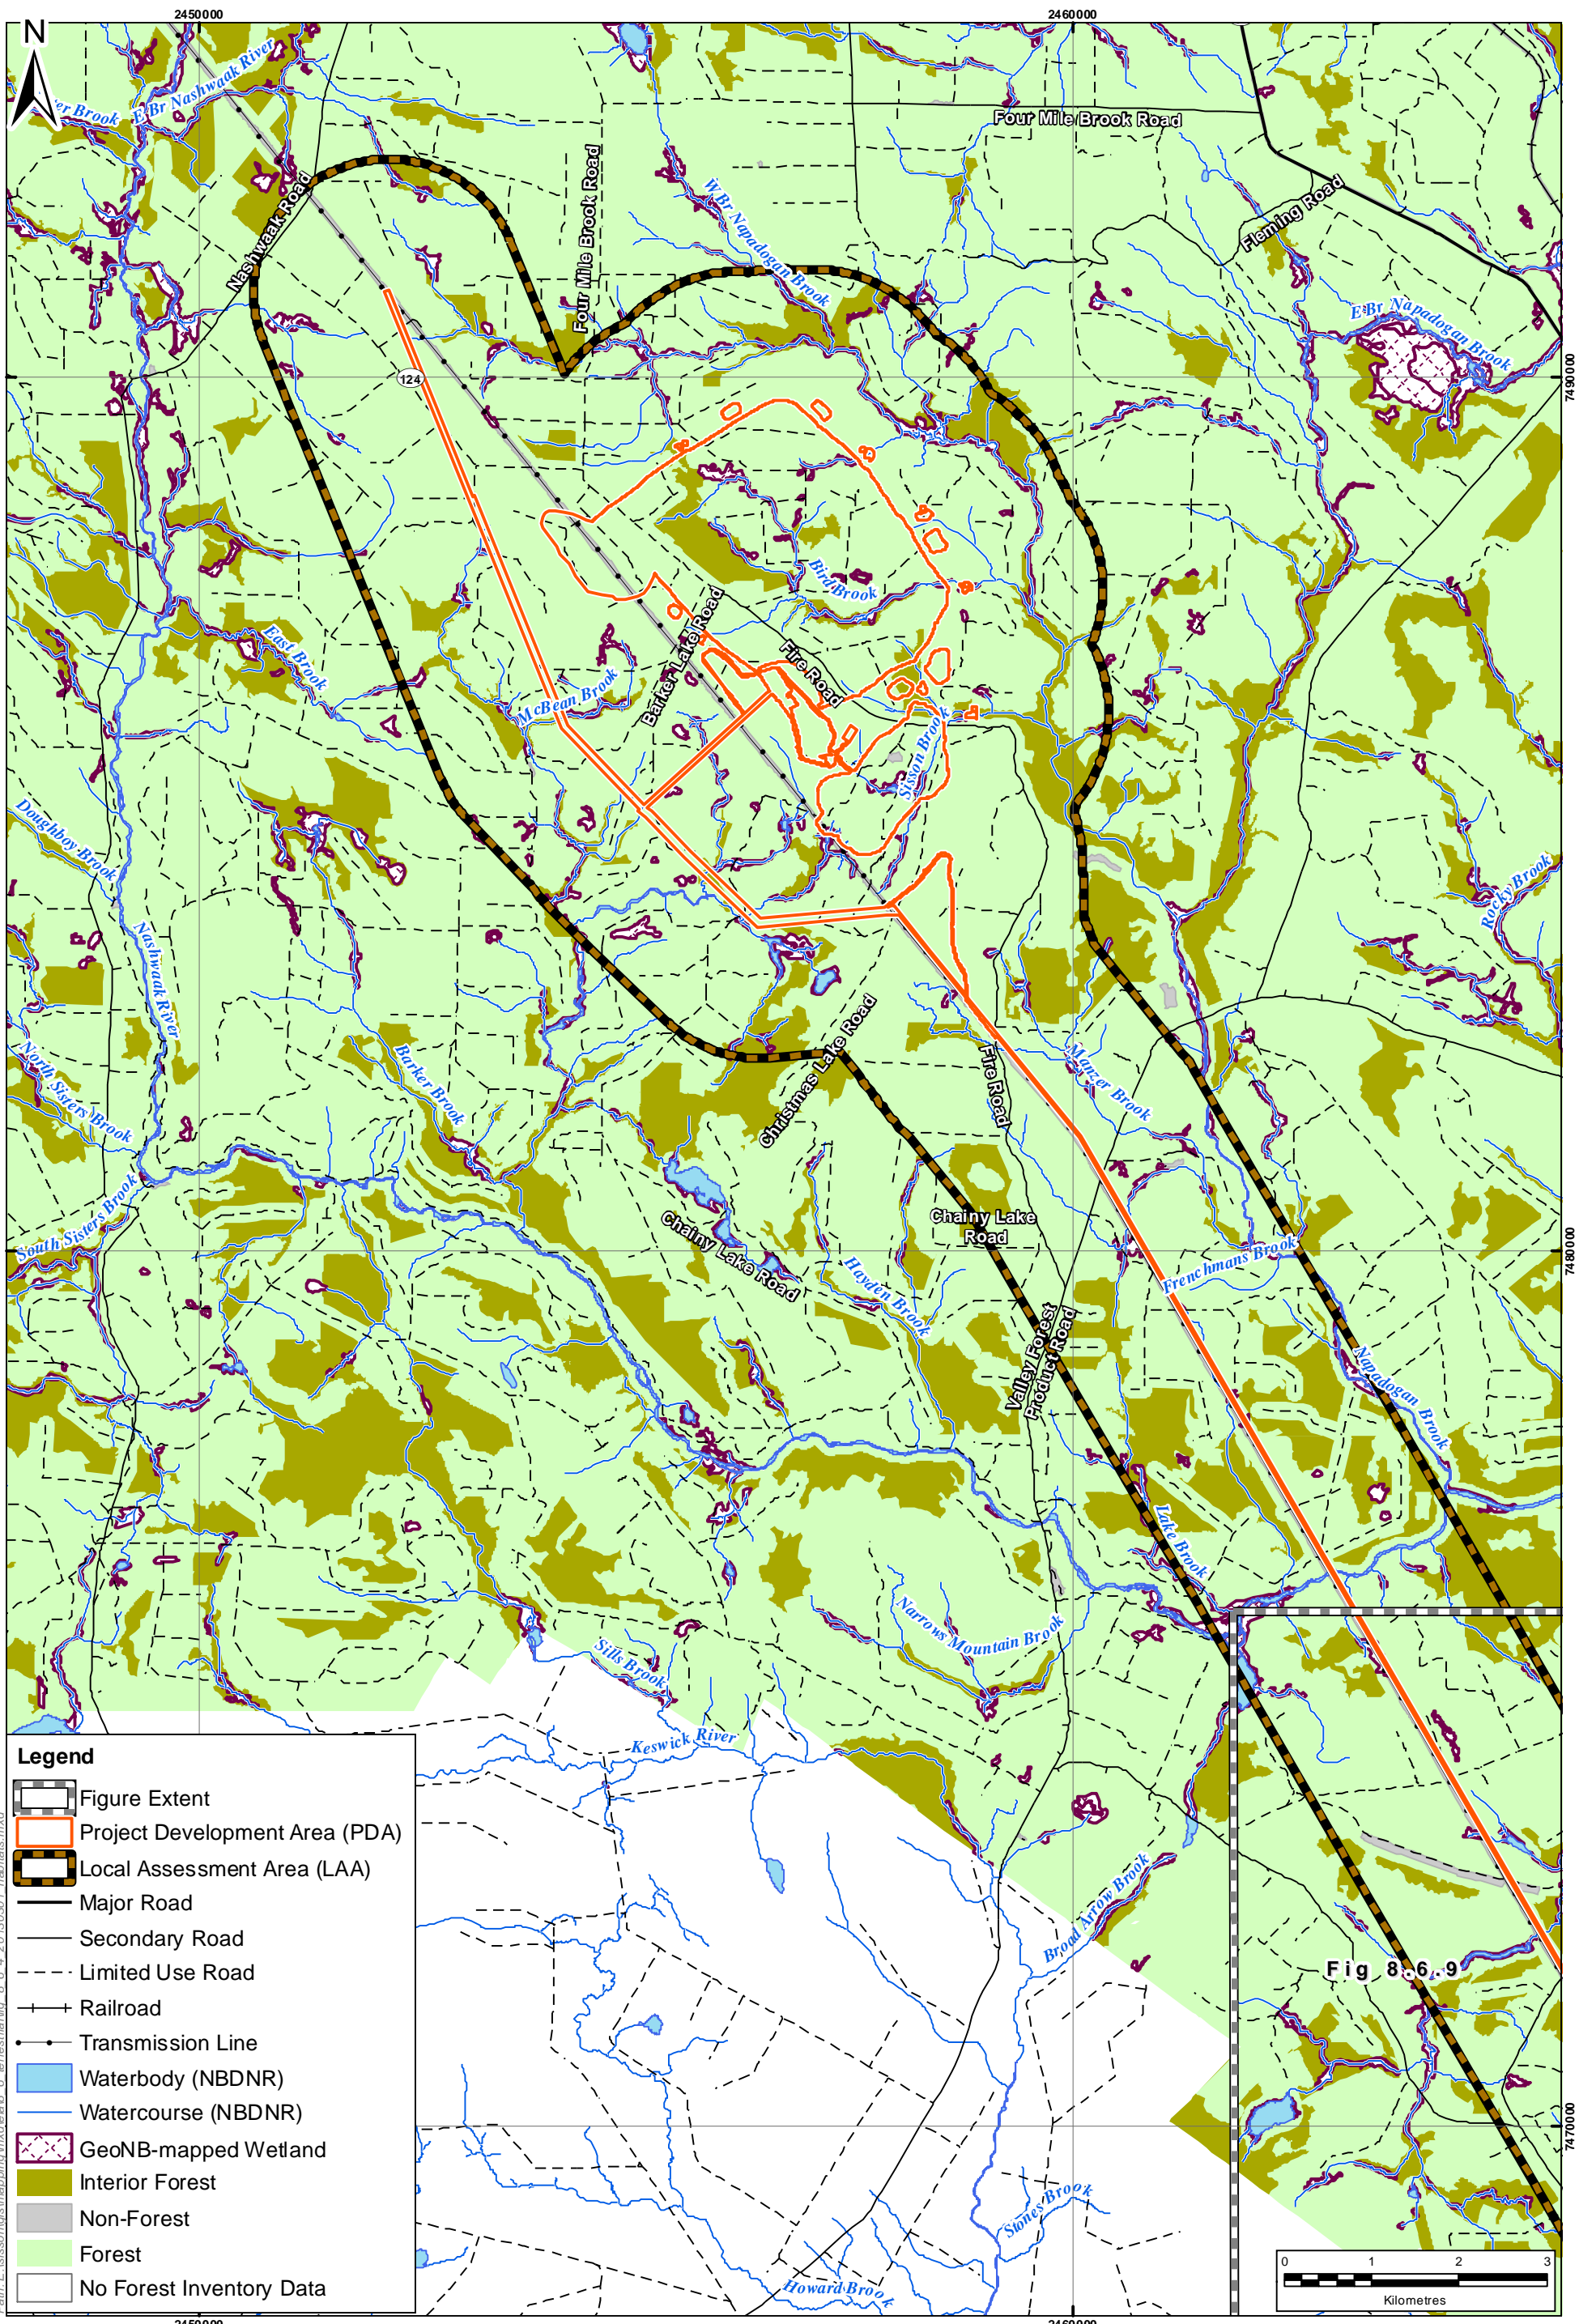 2450000
2460000
N
E Br Nashwaak River
er Brook
Four Mile Brook Road
Nashwaak Road
Four Mile Brook Road
W Br Napadogan Brook
Fleming Road
E Br Napadogan Brook
7490000
124
Bird Brook
Barker Lake Road
Fire Road
East Brook
McBean Brook
Sisson Brook
Doughboy Brook
Rocky Brook
Nashwaak River
Christmas Lake Road
Fire Road
Manzer Brook
North Sisters Brook
Barker Brook
South Sisters Brook
Chainy Lake Road
Chainy Lake
Road
Hayden Brook
Frenchmans Brook
7480000
Valley Forest
Product Road
Napadogan Brook
Lake Brook
Narrows Mountain Brook
Sills Brook
Keswick River
Broad Arrow Brook
Fig 8.6.9
7470000
Stones Brook
Howard Brook
Legend
Figure Extent
Project Development Area (PDA)
Local Assessment Area (LAA)
Major Road
Secondary Road
Limited Use Road
Railroad
Transmission Line
Waterbody (NBDNR)
Watercourse (NBDNR)
GeoNB-mapped Wetland
Interior Forest
Non-Forest
Forest
No Forest Inventory Data
0 1 2 3
Kilometres
2450000
2460000